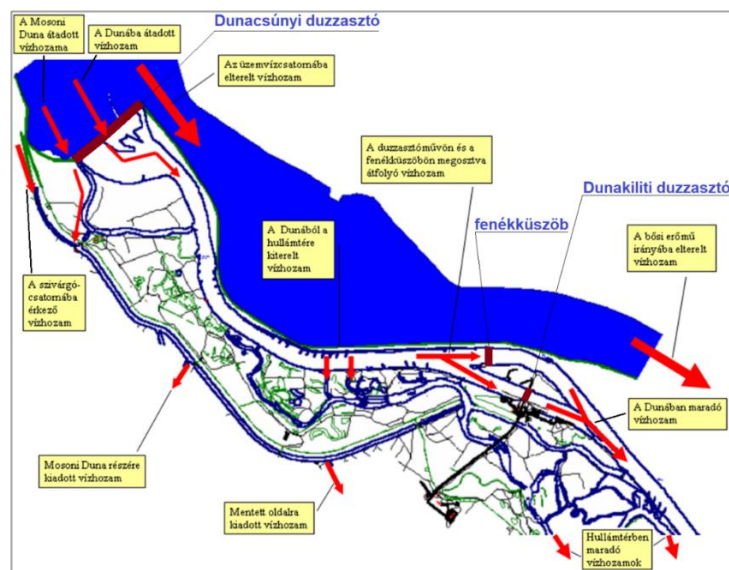 A Mosoni
Duna átadott
vízhozama
A Dunába átadott
vízhozam
Dunacsúnyi duzzasztó
Az üzemvízcsatornába
elterelt vízhozam
A duzzasztóművön és a
fenékküszöbön megosztva
átfolyó vízhozam
Dunakiliti duzzasztó
A Dunából a
hullámtére
kiterelt
vízhozam
fenékküszöb
A bősi erőmű
irányába elterelt
vízhozam
A szivárgó-
csatornába
érkező
vízhozam
A Dunában maradó
vízhozam
Mosoni Duna részére
kiadott vízhozam
Mentett oldalra
kiadott vízhozam
Hullámtérben
maradó
vízhozamok